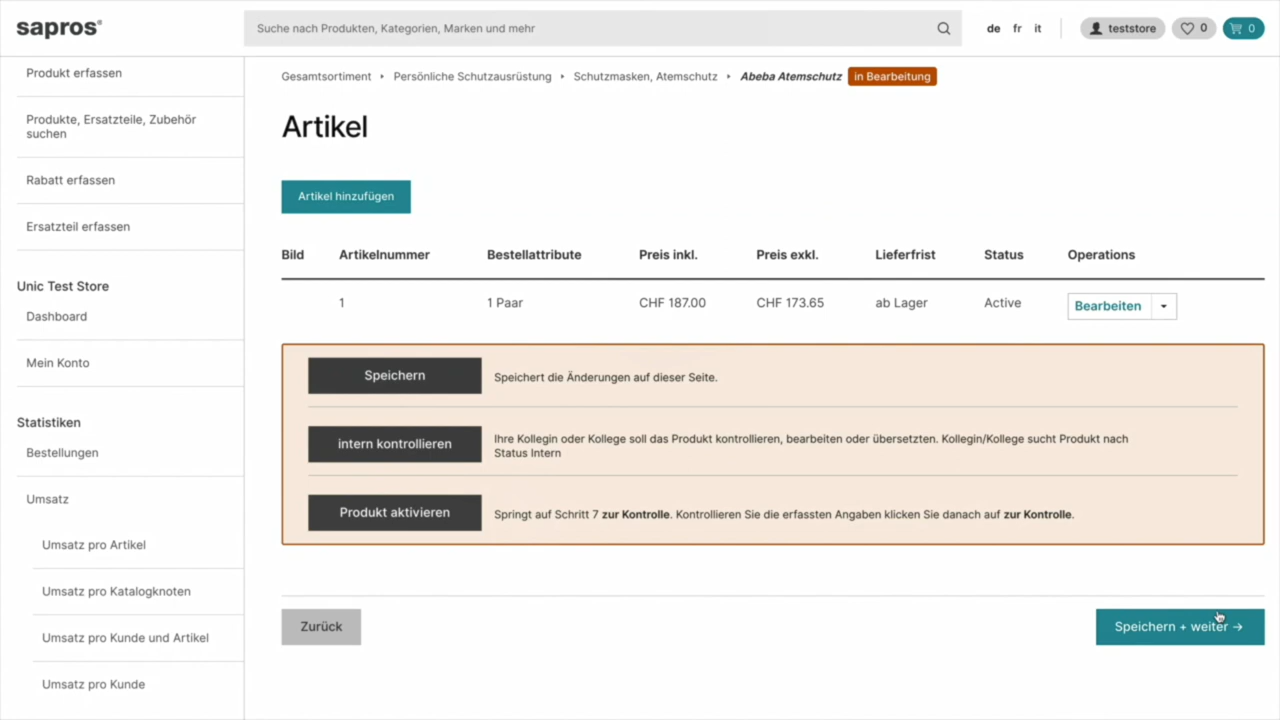 sapros®
Suche nach Produkten, Kategorien, Marken und mehr
de fr it
teststore
0
0
Produkt erfassen
Produkte, Ersatzteile, Zubehör
suchen
Rabatt erfassen
Ersatzteil erfassen
Unic Test Store
Dashboard
Mein Konto
Statistiken
Bestellungen
Umsatz
Umsatz pro Artikel
Umsatz pro Katalogknoten
Umsatz pro Kunde und Artikel
Umsatz pro Kunde
Gesamtsortiment ‣ Persönliche Schutzausrüstung ‣ Schutzmasken, Atemschutz ‣ Abeba Atemschutz in Bearbeitung
Artikel
Artikel hinzufügen
Bild Artikelnummer Bestellattribute Preis inkl. Preis exkl. Lieferfrist Status Operations
1 1 Paar CHF 187.00 CHF 173.65 ab Lager Active Bearbeiten
Speichern Speichert die Änderungen auf dieser Seite.
intern kontrollieren
Ihre Kollegin oder Kollege soll das Produkt kontrollieren, bearbeiten oder übersetzten. Kollegin/Kollege sucht Produkt nach
Status Intern
Produkt aktivieren Springt auf Schritt 7 zur Kontrolle. Kontrollieren Sie die erfassten Angaben klicken Sie danach auf zur Kontrolle.
Zurück
Speichern + weiter →